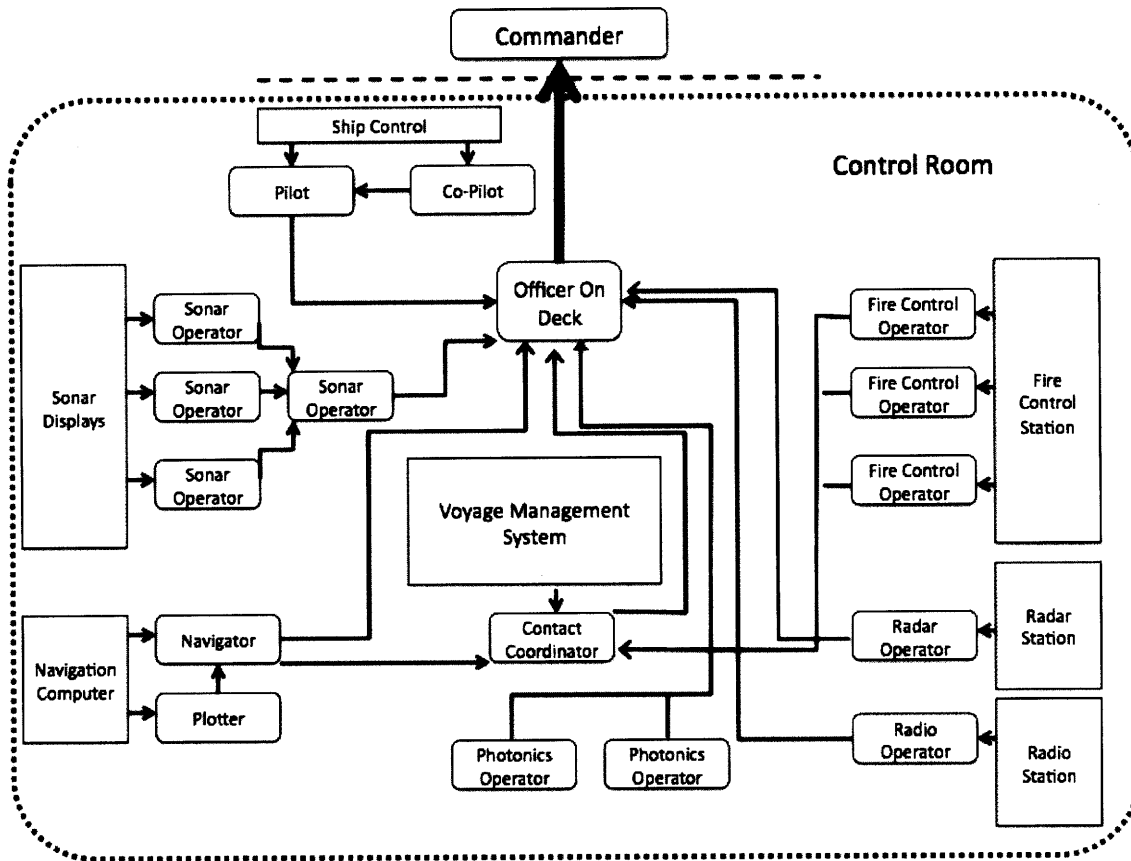 Commander
Ship Control
Control Room
Pilot
Co-Pilot
Officer On
Deck
Sonar
Displays
Sonar
Operator
Sonar
Operator
Sonar
Operator
Sonar
Operator
Fire Control
Operator
Fire Control
Operator
Fire Control
Operator
Fire
Control
Station
Voyage Management
System
Navigation
Computer
Navigator
Plotter
Contact
Coordinator
Photonics
Operator
Photonics
Operator
Radar
Operator
Radar
Station
Radio
Operator
Radio
Station